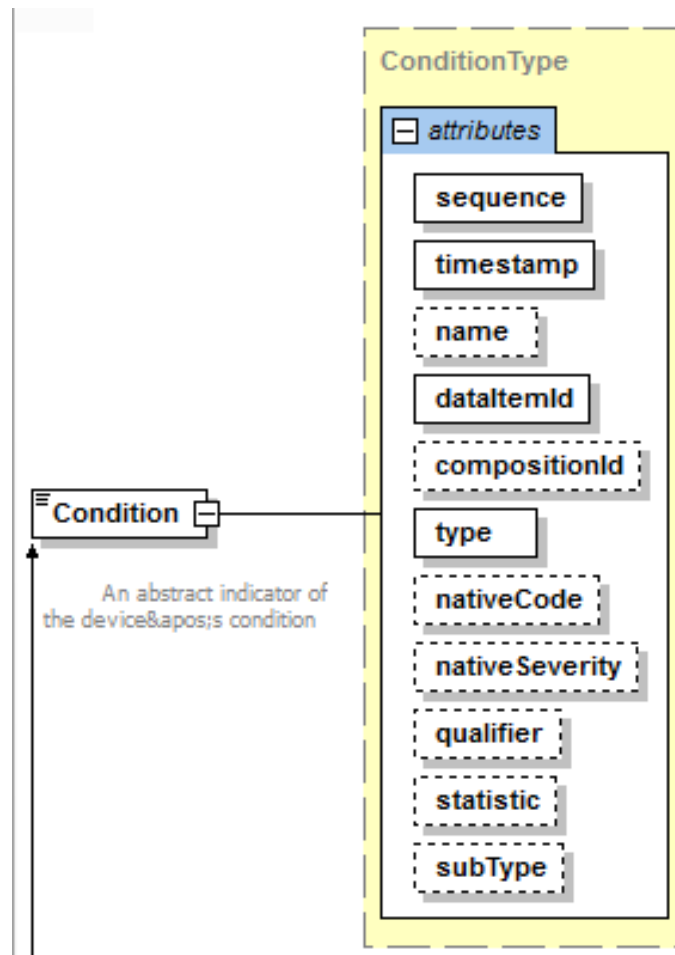 ConditionType
attributes
sequence
timestamp
name
dataItemId
compositionId
Condition
type
An abstract indicator of
the device&apos;s condition
nativeCode
nativeSeverity
qualifier
statistic
subType